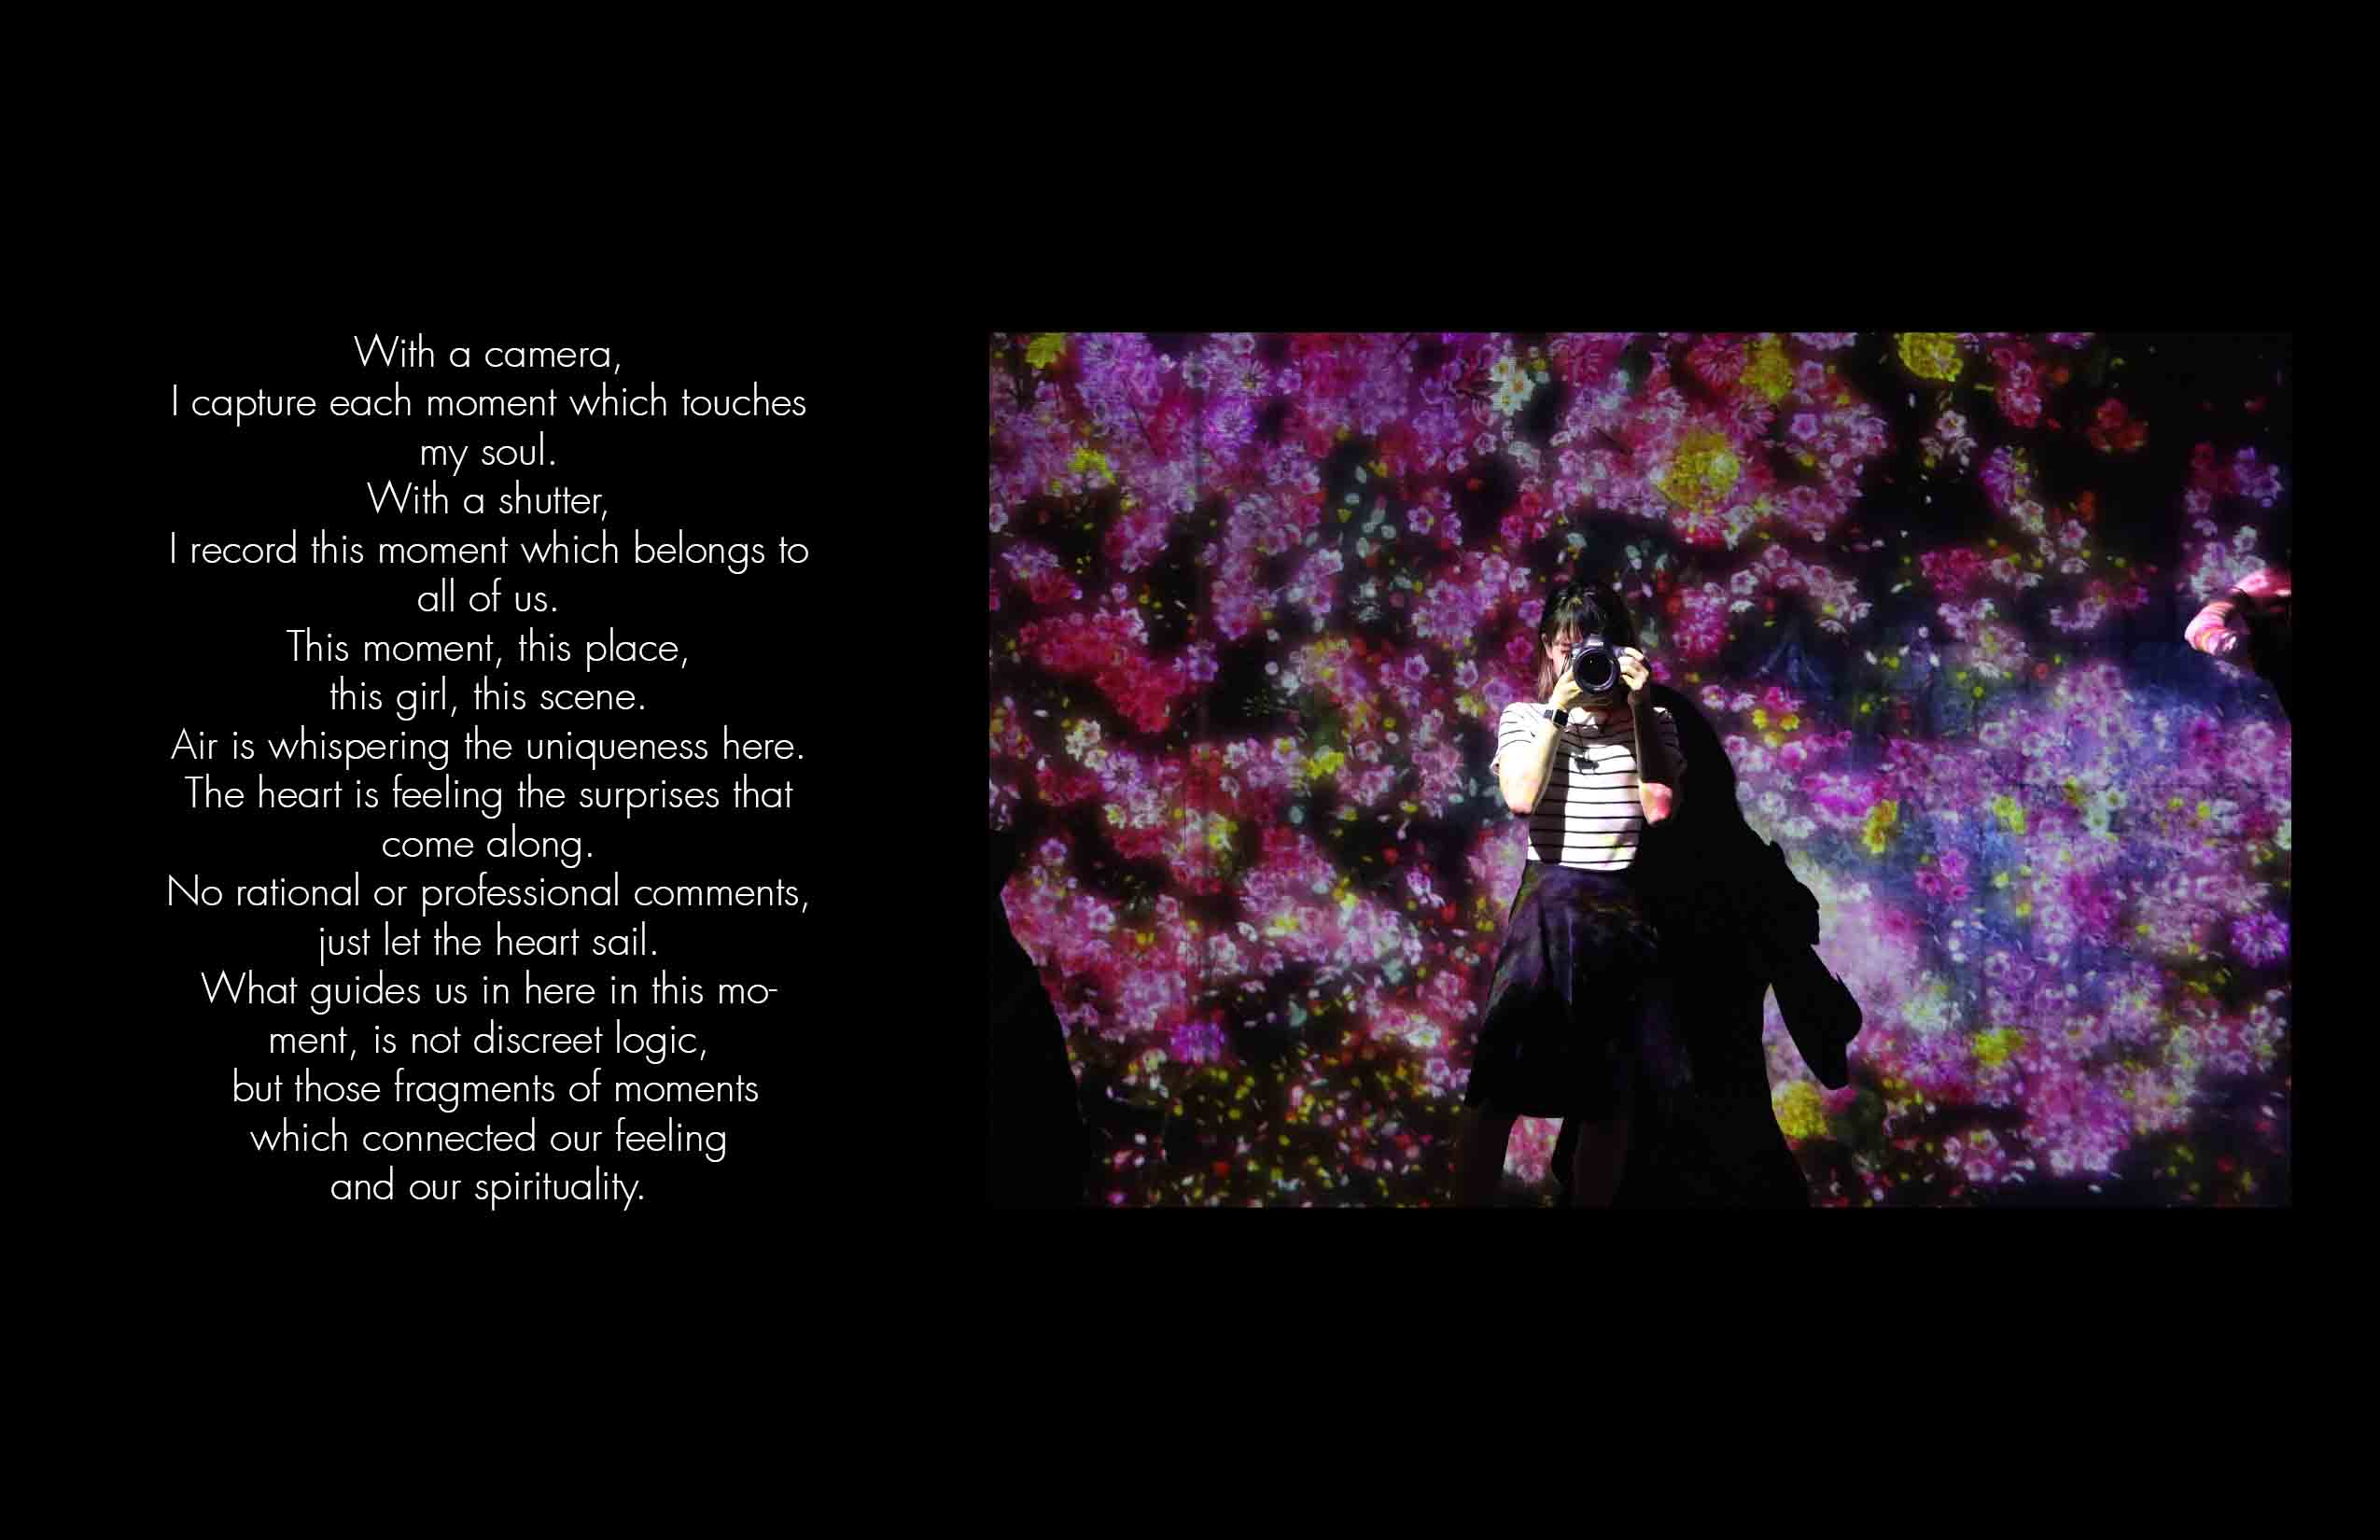 With a camera,
I capture each moment which touches
my soul.
With a shutter,
I record this moment which belongs to
all of us.
This moment, this place,
this girl, this scene.
Air is whispering the uniqueness here.
The heart is feeling the surprises that
come along.
No rational or professional comments,
just let the heart sail.
What guides us in here in this mo-
ment, is not discreet logic,
but those fragments of moments
which connected our feeling
and our spirituality.